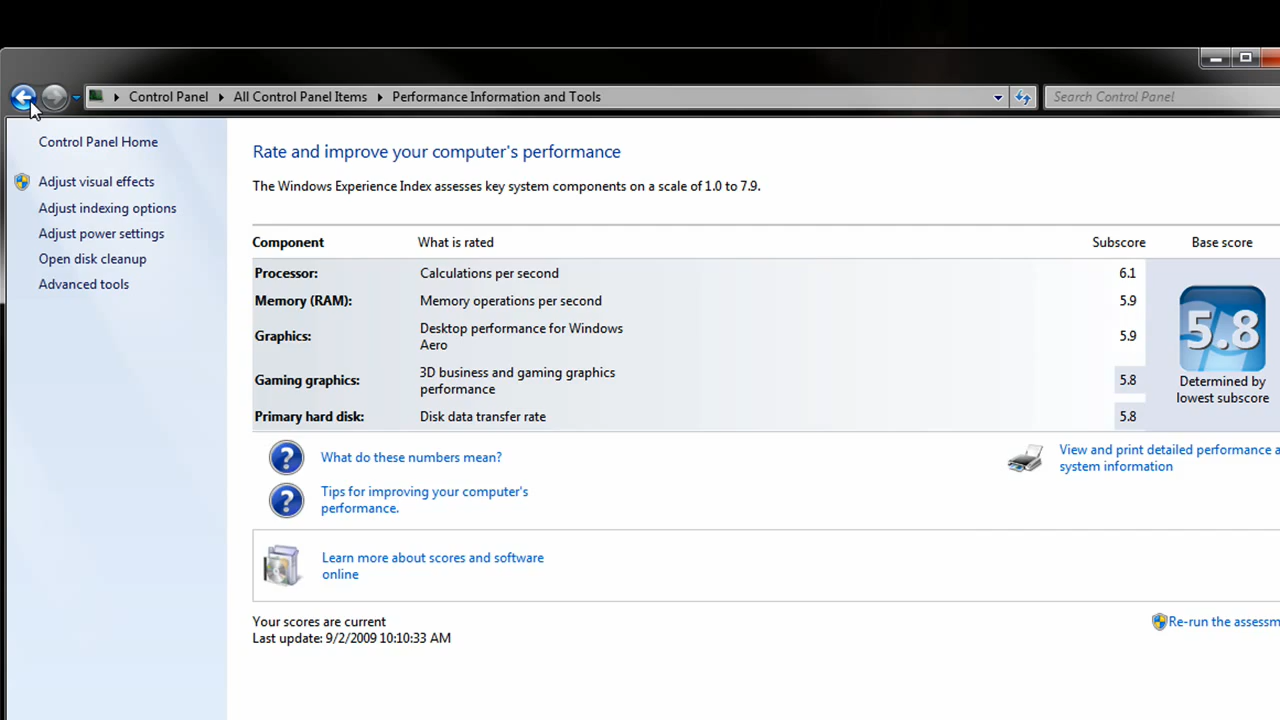 Control Panel ▸ All Control Panel Items ▸ Performance Information and Tools
Search Control Panel
Control Panel Home
Adjust visual effects
Adjust indexing options
Adjust power settings
Open disk cleanup
Advanced tools
Rate and improve your computer's performance
The Windows Experience Index assesses key system components on a scale of 1.0 to 7.9.
Component What is rated Subscore Base score
Processor: Calculations per second 6.1
Memory (RAM): Memory operations per second 5.9
Graphics: Desktop performance for Windows
Aero 5.9
Gaming graphics: 3D business and gaming graphics
performance 5.8
Primary hard disk: Disk data transfer rate 5.8
5.8
Determined by
lowest subscore
What do these numbers mean?
Tips for improving your computer's
performance.
View and print detailed performance a
system information
Learn more about scores and software
online
Your scores are current
Last update: 9/2/2009 10:10:33 AM
Re-run the assessm